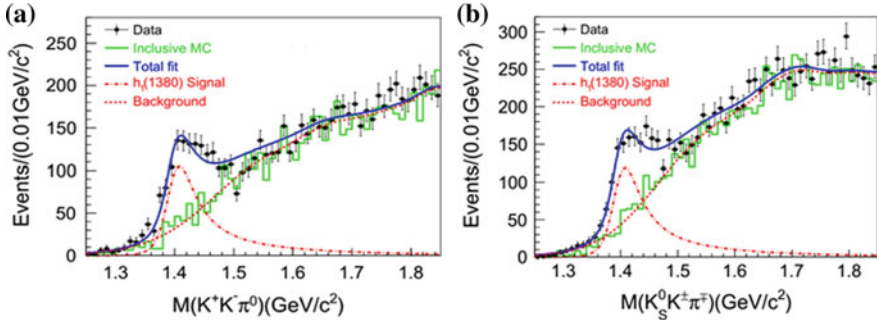 (a)
Events/(0.01GeV/c²)
250
200
150
100
50
0
Data
Inclusive MC
Total fit
h₁(1380) Signal
Background
1.3 1.4 1.5 1.6 1.7 1.8
M(K⁺K⁻π⁰)(GeV/c²)
(b)
Events/(0.01GeV/c²)
300
250
200
150
100
50
0
Data
Inclusive MC
Total fit
h₁(1380) Signal
Background
1.3 1.4 1.5 1.6 1.7 1.8
M(K⁰_S K^±π^∓)(GeV/c²)